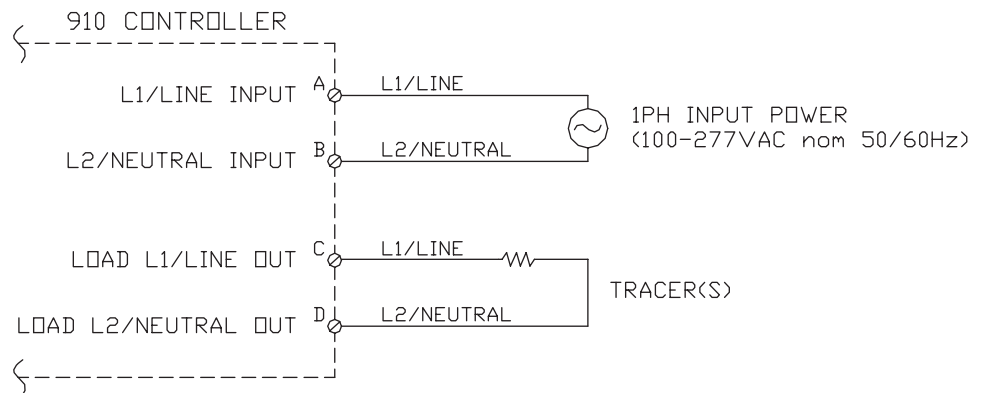 910 CONTROLLER
L1/LINE INPUT A L1/LINE
1PH INPUT POWER
(100-277VAC nom 50/60Hz)
L2/NEUTRAL INPUT B L2/NEUTRAL
LOAD L1/LINE OUT C L1/LINE
TRACER(S)
LOAD L2/NEUTRAL OUT D L2/NEUTRAL